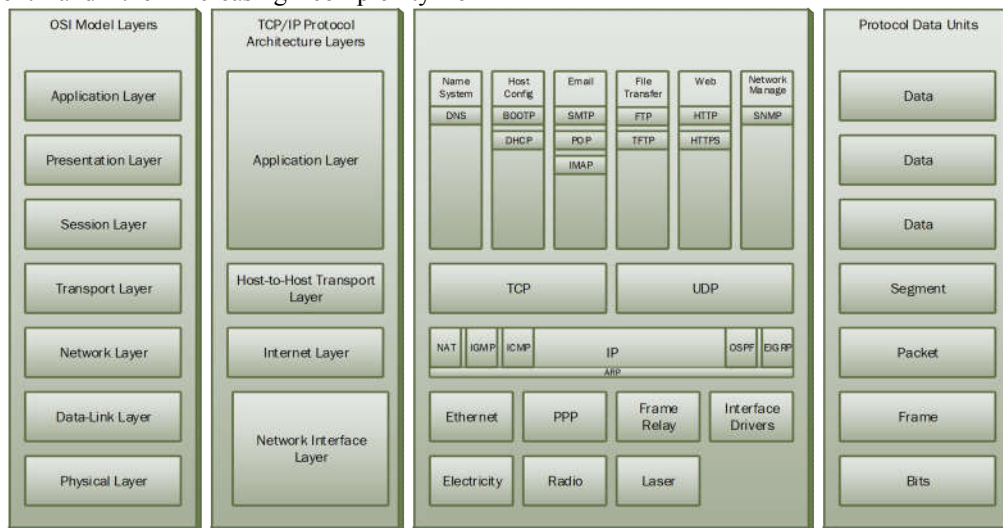 OSI Model Layers
Application Layer
Presentation Layer
Session Layer
Transport Layer
Network Layer
Data-Link Layer
Physical Layer
TCP/IP Protocol
Architecture Layers
Application Layer
Host-to-Host Transport
Layer
Internet Layer
Network Interface
Layer
Name
System
DNS
Host
Config
BOOTP
DHCP
Email
SMTP
POP
IMAP
File
Transfer
FTP
TFTP
Web
HTTP
HTTPS
Network
Manage
SNMP
TCP
UDP
NAT
IGMP
ICMP
IP
OSPF
EIGRP
ARP
Ethernet
PPP
Frame
Relay
Interface
Drivers
Electricity
Radio
Laser
Protocol Data Units
Data
Data
Data
Segment
Packet
Frame
Bits